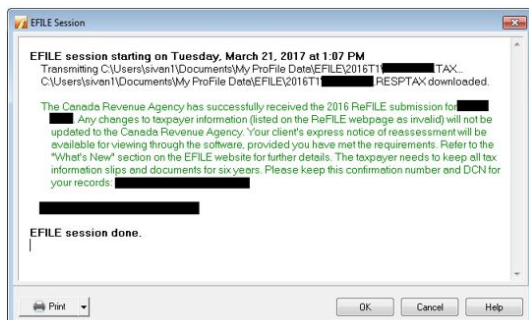 EFILE Session
EFILE session starting on Tuesday, March 21, 2017 at 1:07 PM
Transmitting C:\Users\sivan1\Documents\My ProFile Data\EFILE\2016T1\ .TAX...
C:\Users\sivan1\Documents\My ProFile Data\EFILE\2016T1\ .RESPTAX downloaded.
The Canada Revenue Agency has successfully received the 2016 ReFILE submission for
. Any changes to taxpayer information (listed on the ReFILE webpage as invalid) will not be
updated to the Canada Revenue Agency. Your client's express notice of reassessment will be
available for viewing through the software, provided you have met the requirements. Refer to the
"What's New" section on the EFILE website for further details. The taxpayer needs to keep all tax
information slips and documents for six years. Please keep this confirmation number and DCN for
your records:
EFILE session done.
Print
OK
Cancel
Help